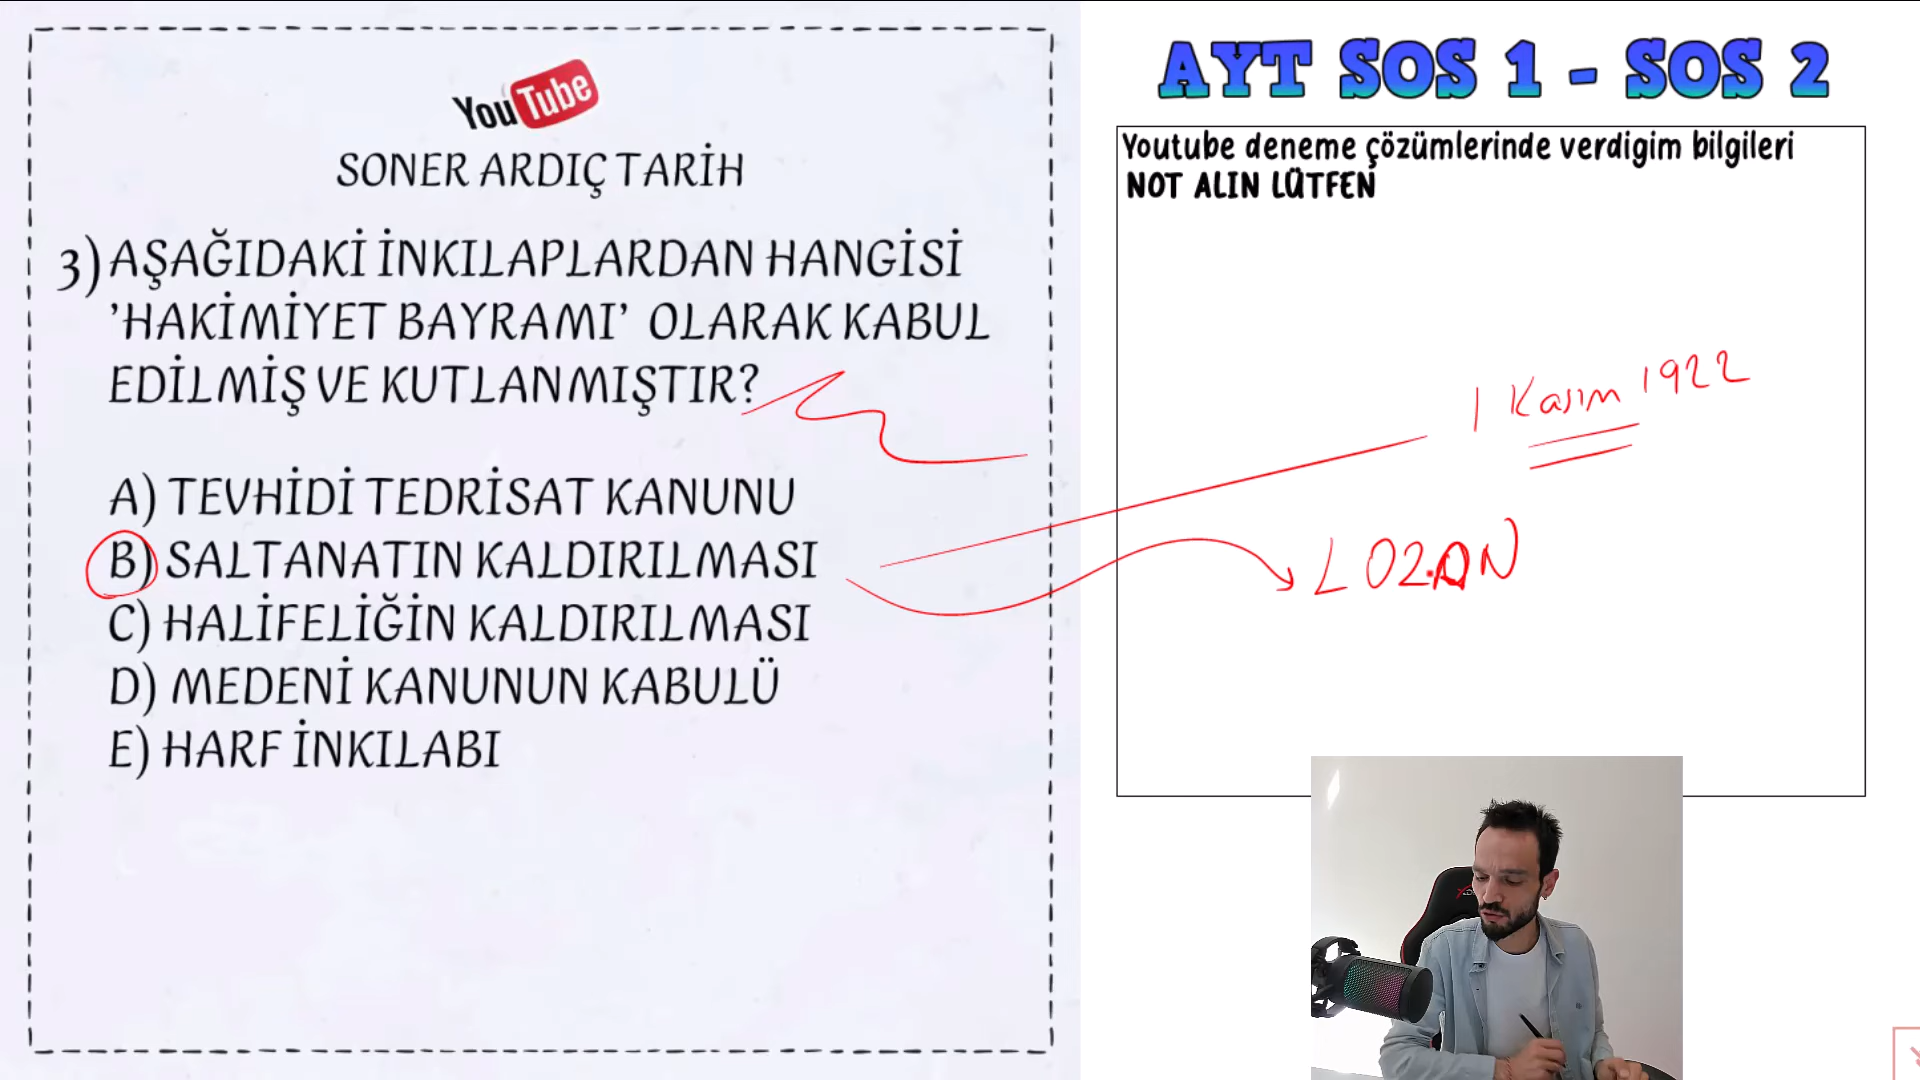 YouTube
SONER ARDIÇ TARİH
3) AŞAĞIDAKİ İNKILAPLARDAN HANGİSİ
'HAKİMİYET BAYRAMI' OLARAK KABUL
EDİLMİŞ VE KUTLANMIŞTIR?
A) TEVHİDİ TEDRİSAT KANUNU
B) SALTANATIN KALDIRILMASI
C) HALİFELİĞİN KALDIRILMASI
D) MEDENİ KANUNUN KABULÜ
E) HARF İNKILABI
AYT SOS 1 - SOS 2
Youtube deneme çözümlerinde verdigim bilgileri
NOT ALIN LÜTFEN
1 Kasım 1922
LOZAN